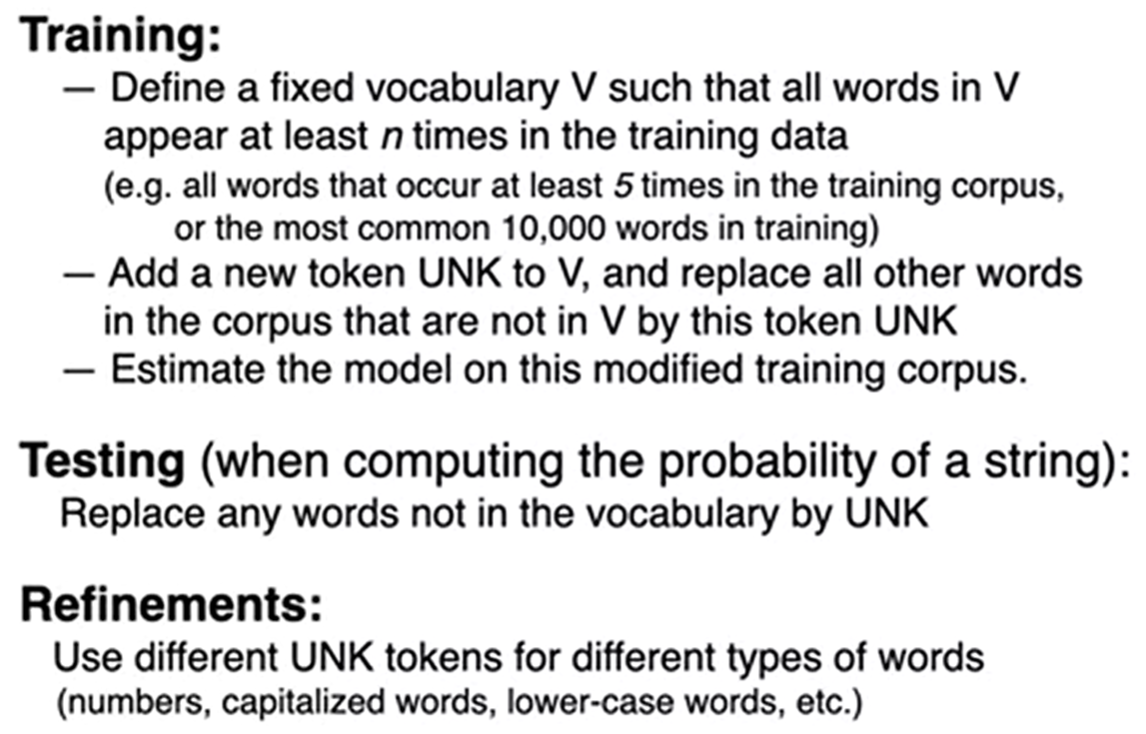 Training:
— Define a fixed vocabulary V such that all words in V
appear at least n times in the training data
(e.g. all words that occur at least 5 times in the training corpus,
or the most common 10,000 words in training)
— Add a new token UNK to V, and replace all other words
in the corpus that are not in V by this token UNK
— Estimate the model on this modified training corpus.
Testing (when computing the probability of a string):
Replace any words not in the vocabulary by UNK
Refinements:
Use different UNK tokens for different types of words
(numbers, capitalized words, lower-case words, etc.)